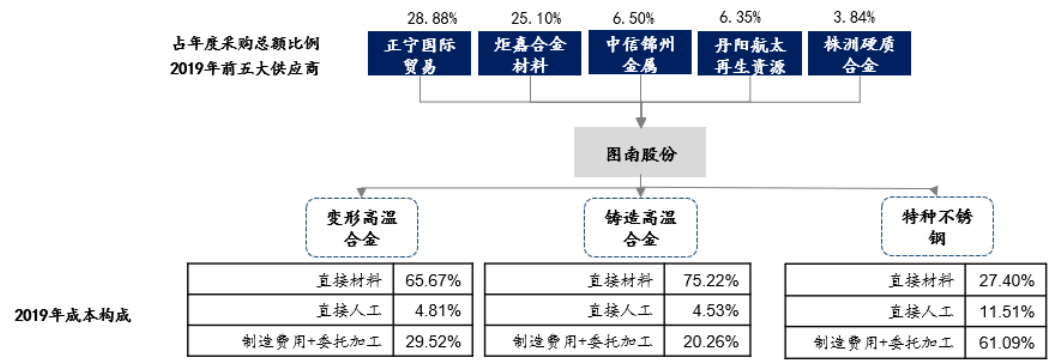 28.88% 25.10% 6.50% 6.35% 3.84%
占年度采购总额比例
2019年前五大供应商
正宁国际
贸易
炬嘉合金
材料
中信锦州
金属
丹阳航太
再生资源
株洲硬质
合金
图南股份
变形高温
合金
铸造高温
合金
特种不锈
钢
2019年成本构成
直接材料 65.67%
直接人工 4.81%
制造费用+委托加工 29.52%
直接材料 75.22%
直接人工 4.53%
制造费用+委托加工 20.26%
直接材料 27.40%
直接人工 11.51%
制造费用+委托加工 61.09%